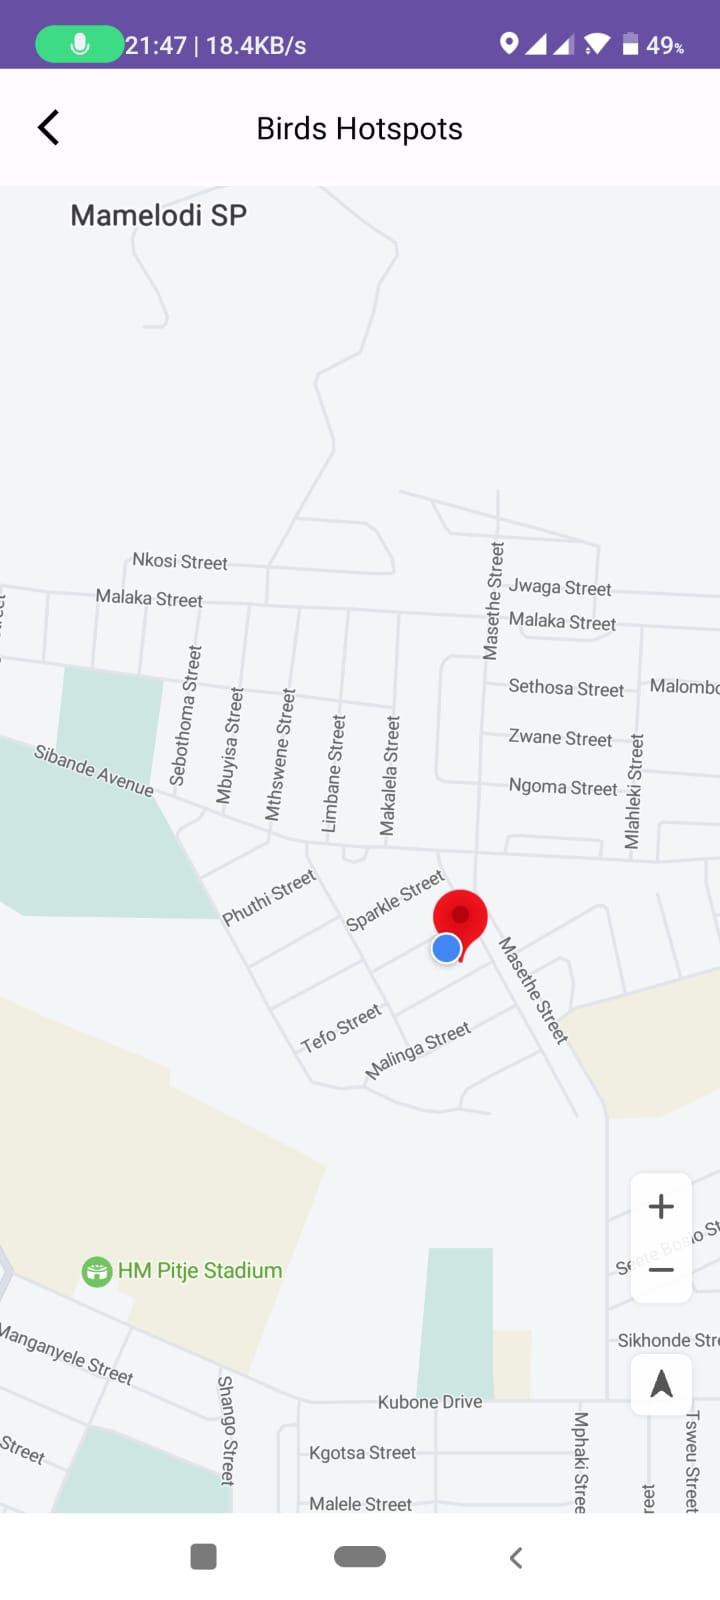 21:47 | 18.4KB/s
49%
Birds Hotspots
Mamelodi SP
Nkosi Street
Malaka Street
Masethe Street
Jwaga Street
Malaka Street
Sethosa Street
Malombo
Zwane Street
Ngoma Street
Mlahleki Street
Sebothoma Street
Mbuyisa Street
Mthswene Street
Limbane Street
Makalela Street
Sibande Avenue
Phuthi Street
Sparkle Street
Masethe Street
Tefo Street
Malinga Street
HM Pitje Stadium
Manganyele Street
Shango Street
Street
Sikhonde Stre
Kubone Drive
Kgotsa Street
Malele Street
Mphaki Stree
reet
Tsweu Street